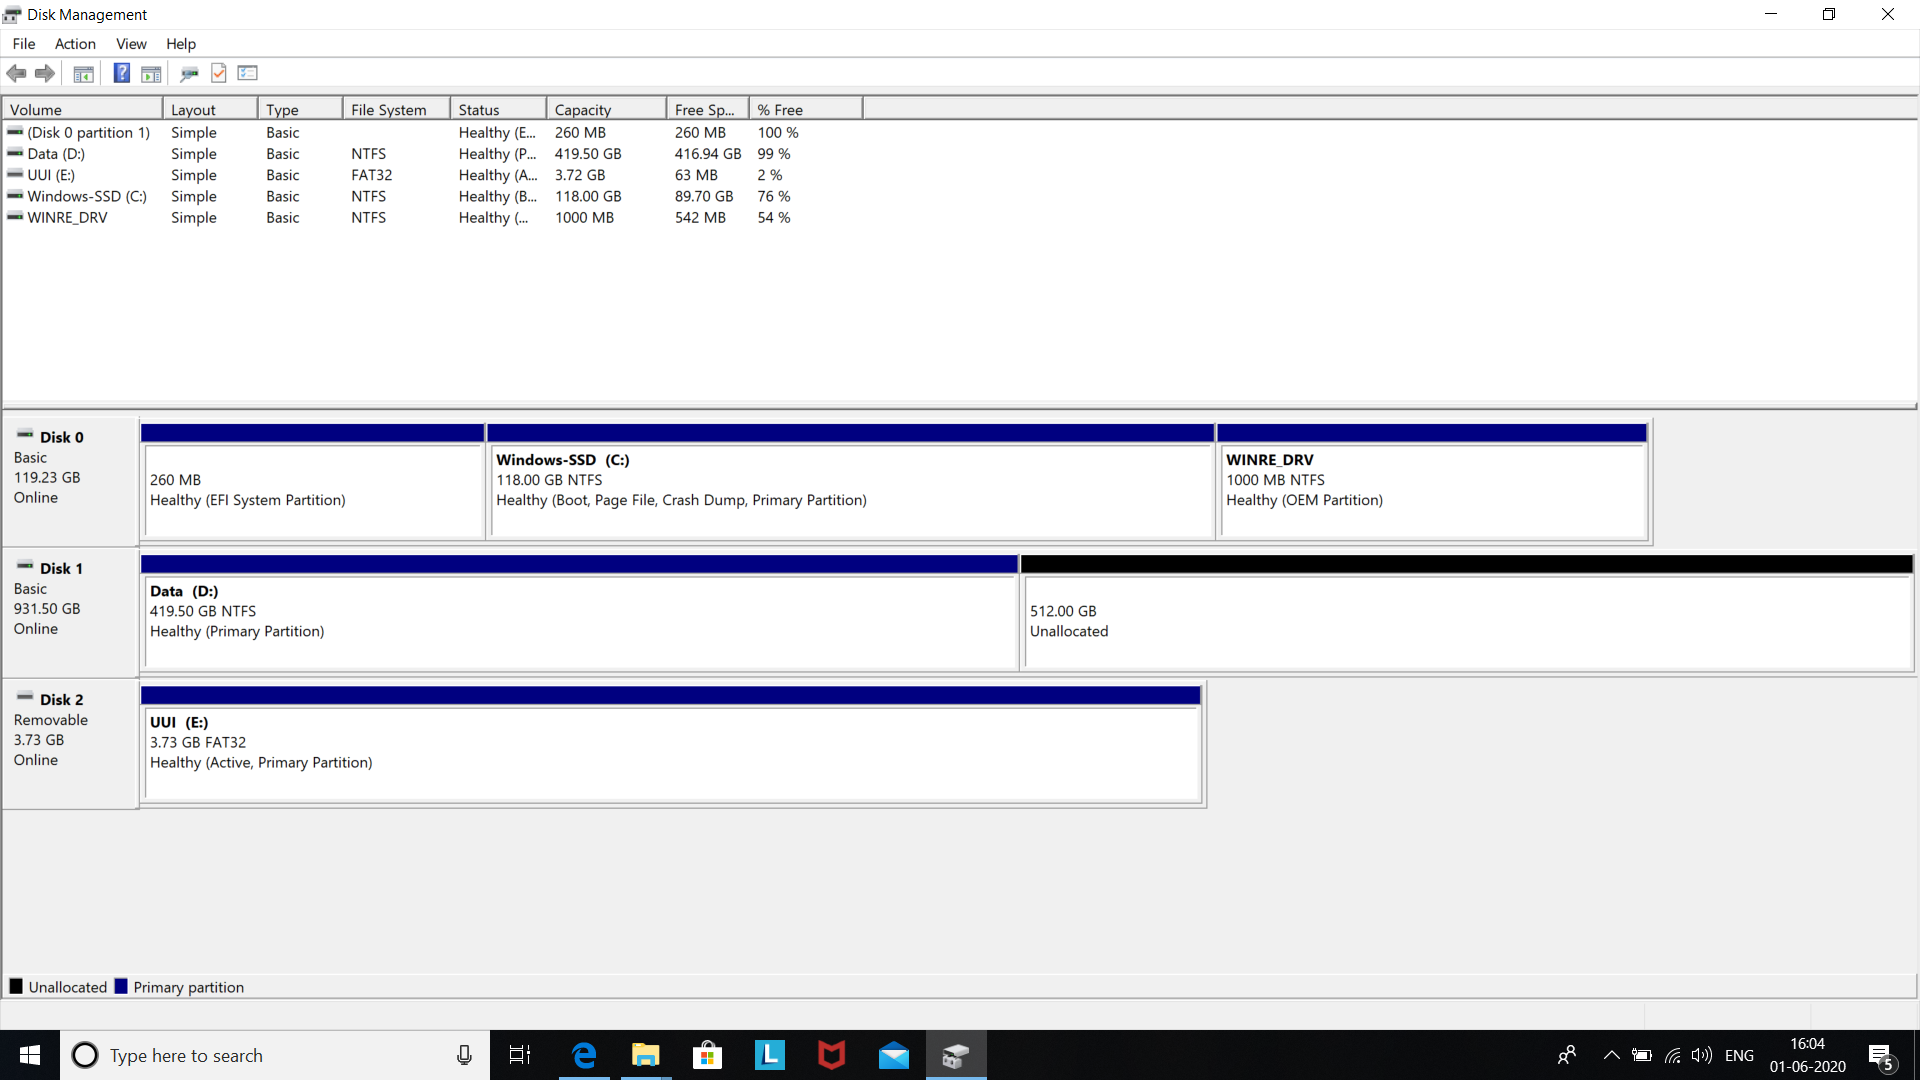 Disk Management
File Action View Help
Volume Layout Type File System Status Capacity Free Sp... % Free
(Disk 0 partition 1) Simple Basic Healthy (E... 260 MB 260 MB 100 %
Data (D:) Simple Basic NTFS Healthy (P... 419.50 GB 416.94 GB 99 %
UUI (E:) Simple Basic FAT32 Healthy (A... 3.72 GB 63 MB 2 %
Windows-SSD (C:) Simple Basic NTFS Healthy (B... 118.00 GB 89.70 GB 76 %
WINRE_DRV Simple Basic NTFS Healthy (... 1000 MB 542 MB 54 %
Disk 0
Basic
119.23 GB
Online
260 MB
Healthy (EFI System Partition)
Windows-SSD (C:)
118.00 GB NTFS
Healthy (Boot, Page File, Crash Dump, Primary Partition)
WINRE_DRV
1000 MB NTFS
Healthy (OEM Partition)
Disk 1
Basic
931.50 GB
Online
Data (D:)
419.50 GB NTFS
Healthy (Primary Partition)
512.00 GB
Unallocated
Disk 2
Removable
3.73 GB
Online
UUI (E:)
3.73 GB FAT32
Healthy (Active, Primary Partition)
Unallocated Primary partition
Type here to search
L
ENG
16:04
01-06-2020
5